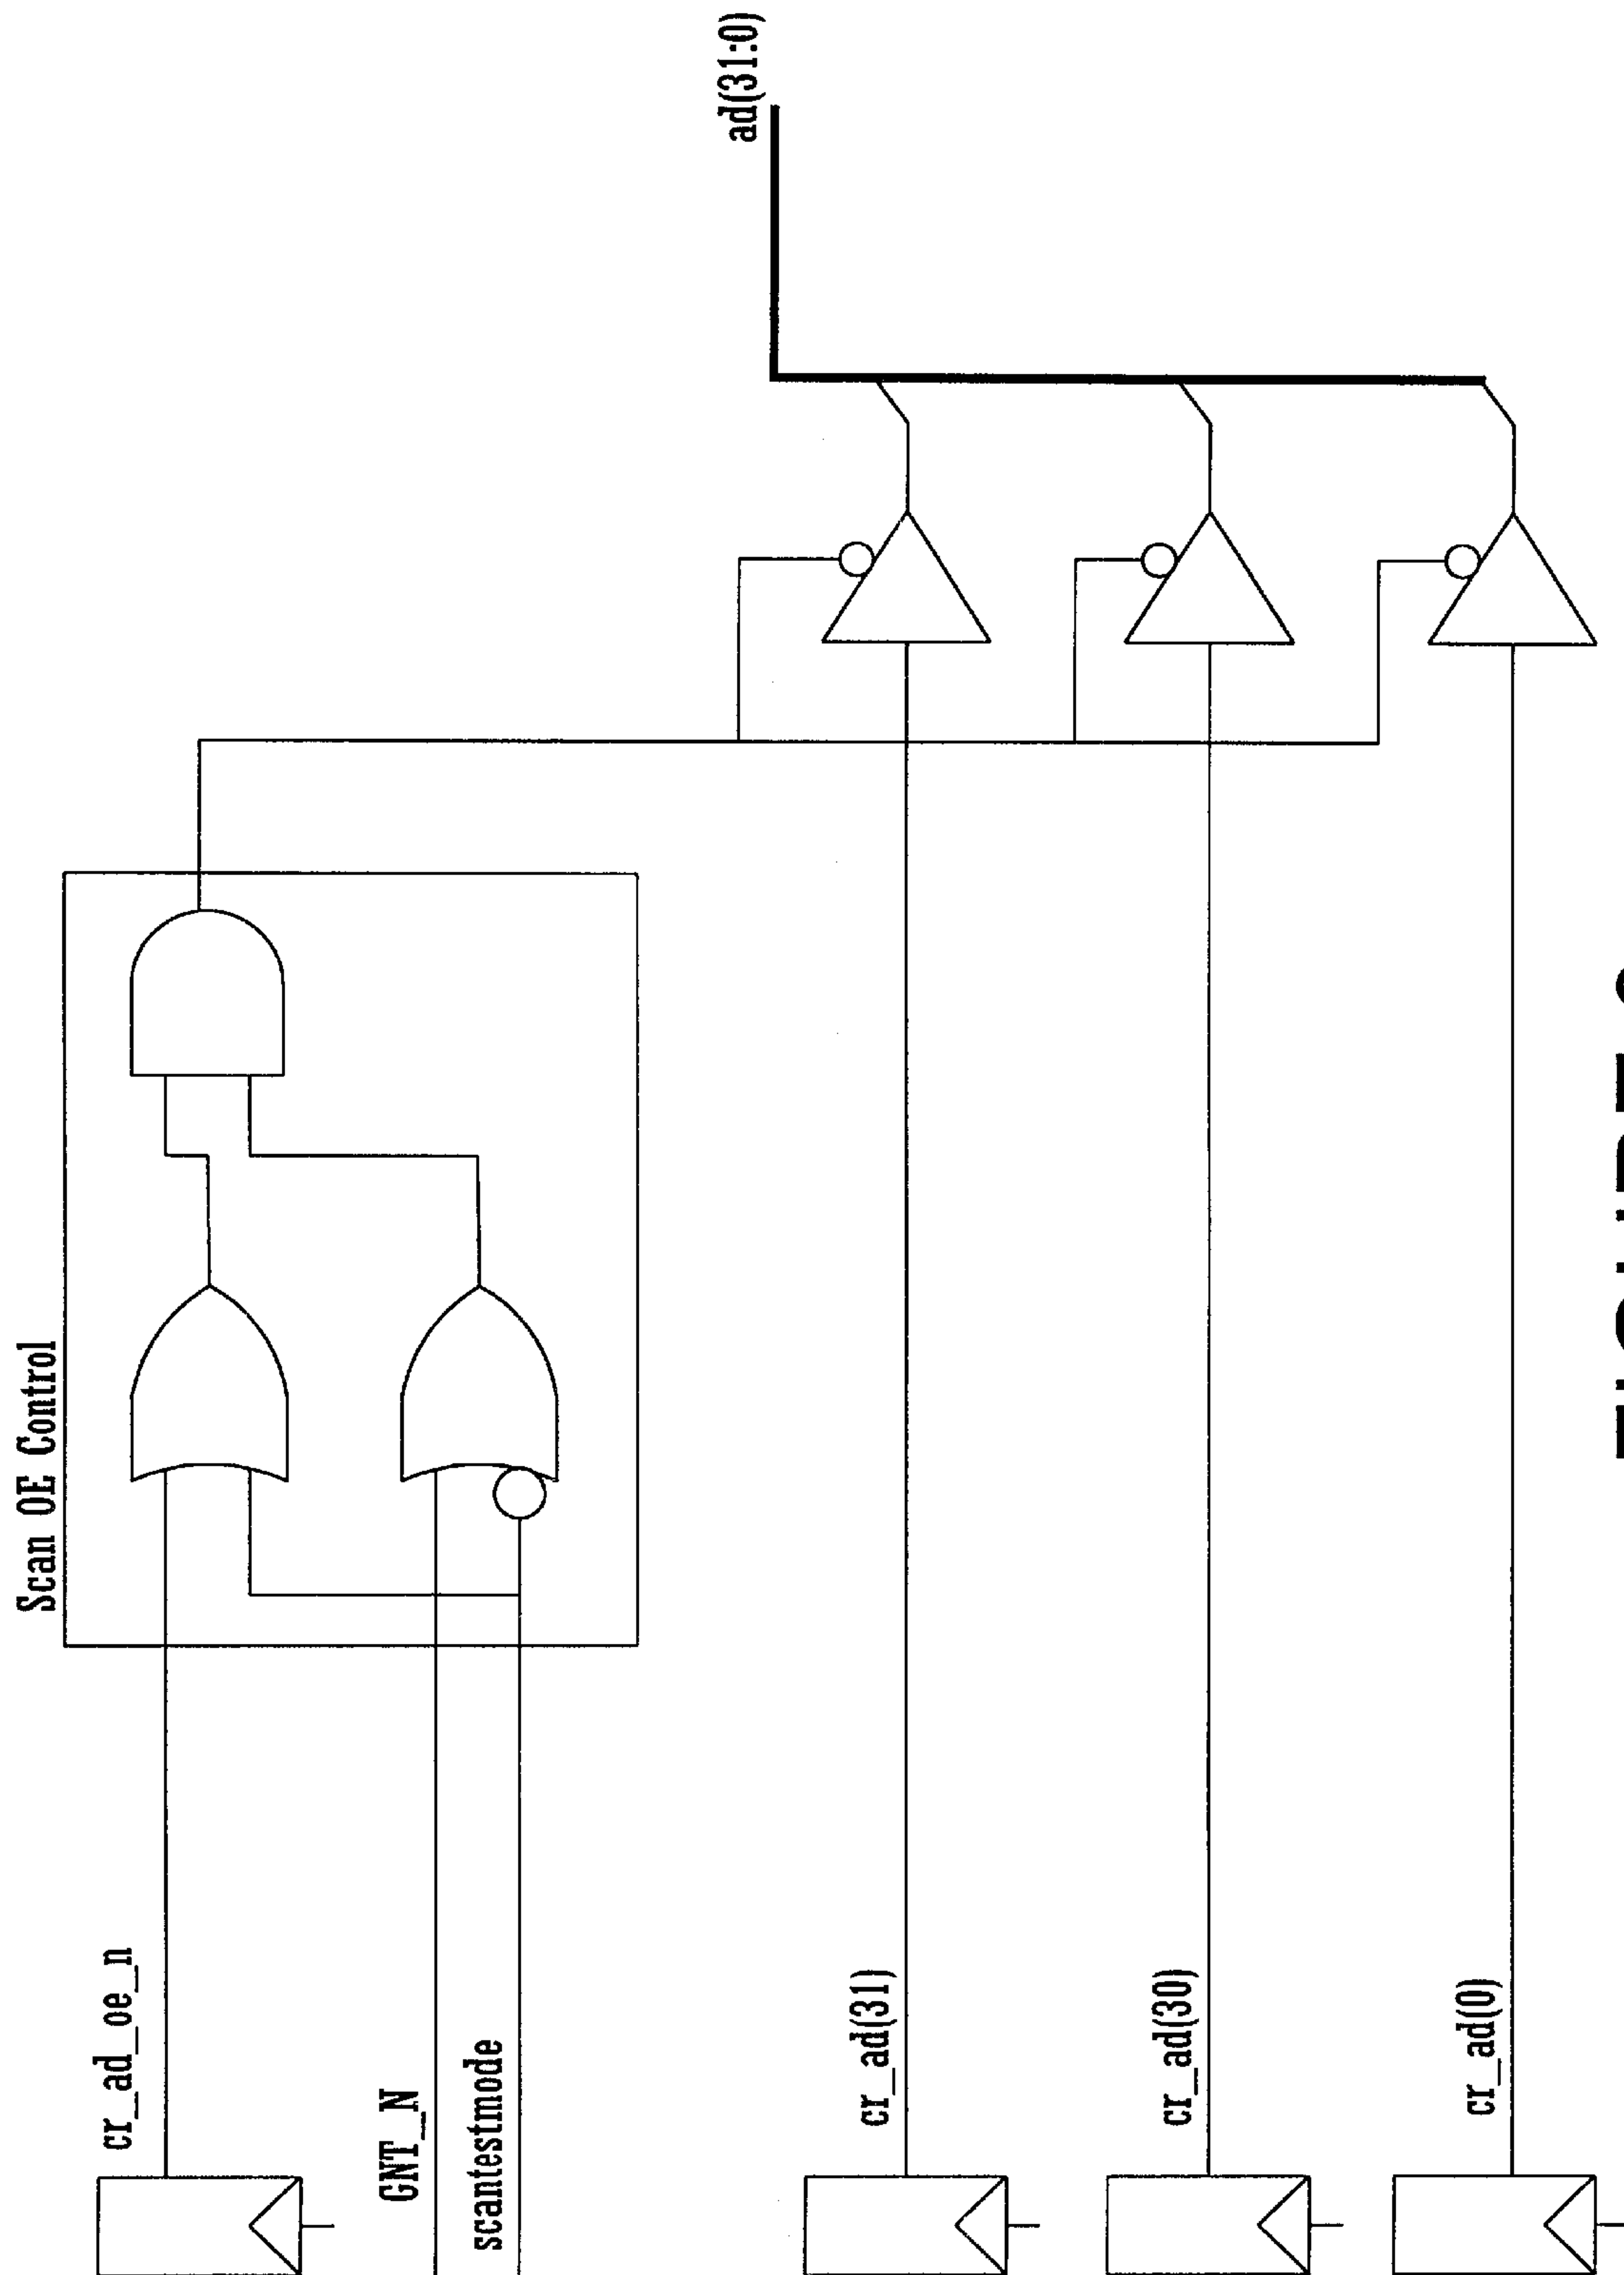 Scan OE Control
cr_ad_oe_n
GNT_N
scantestmode
ad(31:0)
cr_ad(31)
cr_ad(30)
cr_ad(0)